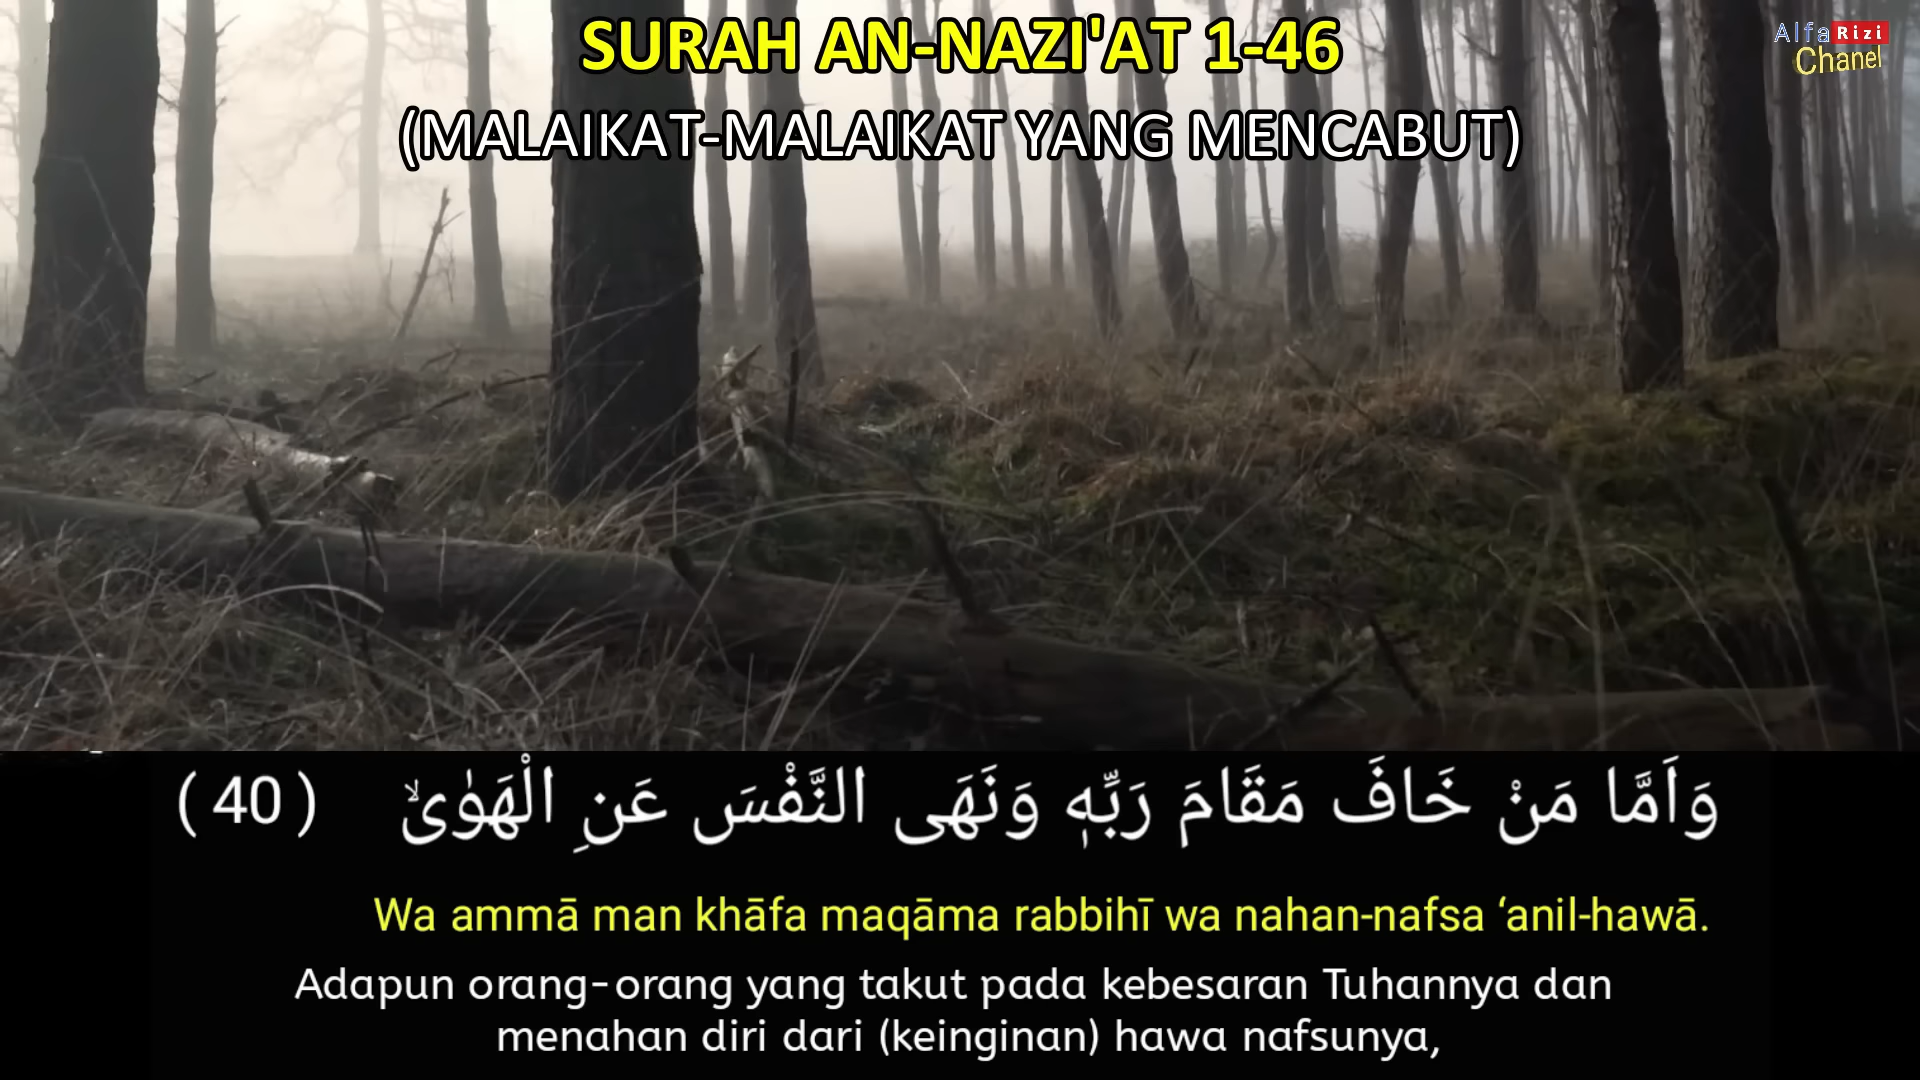 SURAH AN-NAZI'AT 1-46
(MALAIKAT-MALAIKAT YANG MENCABUT)
Alfa Rizi
Chanel
وَاَمَّا مَنْ خَافَ مَقَامَ رَبِّهٖ وَنَهَى النَّفْسَ عَنِ الْهَوٰىۙ (40)
Wa ammā man khāfa maqāma rabbihī wa nahan-nafsa ‘anil-hawā.
Adapun orang-orang yang takut pada kebesaran Tuhannya dan
menahan diri dari (keinginan) hawa nafsunya,